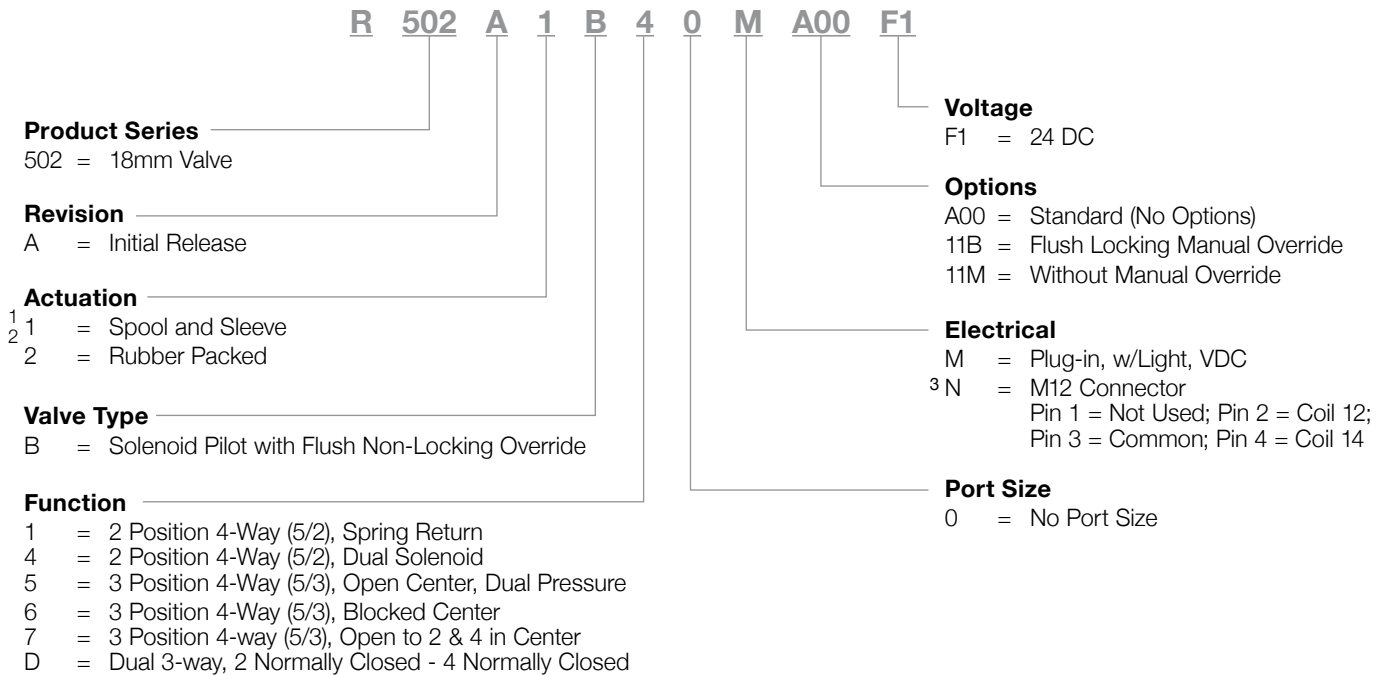 R 502 A 1 B 4 0 M A00 F1
Product Series
502 = 18mm Valve
Revision
A = Initial Release
Actuation
1 1 = Spool and Sleeve
2 2 = Rubber Packed
Valve Type
B = Solenoid Pilot with Flush Non-Locking Override
Function
1 = 2 Position 4-Way (5/2), Spring Return
4 = 2 Position 4-Way (5/2), Dual Solenoid
5 = 3 Position 4-Way (5/3), Open Center, Dual Pressure
6 = 3 Position 4-Way (5/3), Blocked Center
7 = 3 Position 4-way (5/3), Open to 2 & 4 in Center
D = Dual 3-way, 2 Normally Closed - 4 Normally Closed
Voltage
F1 = 24 DC
Options
A00 = Standard (No Options)
11B = Flush Locking Manual Override
11M = Without Manual Override
Electrical
M = Plug-in, w/Light, VDC
3 N = M12 Connector
Pin 1 = Not Used; Pin 2 = Coil 12;
Pin 3 = Common; Pin 4 = Coil 14
Port Size
0 = No Port Size